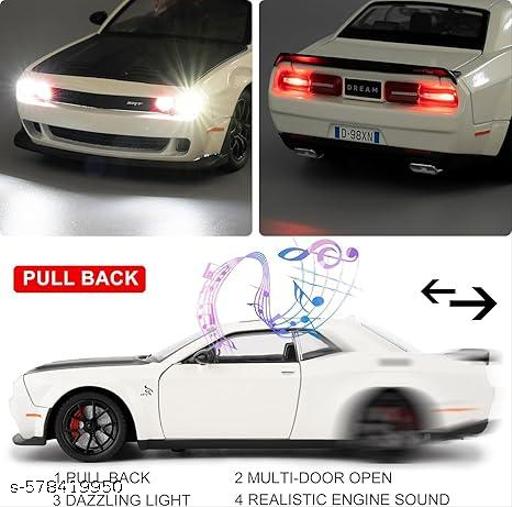 SRT
DREAM
D-98XN
PULL BACK
1 PULL-BACK 2 MULTI-DOOR OPEN
s-578419950
3 DAZZLING LIGHT 4 REALISTIC ENGINE SOUND